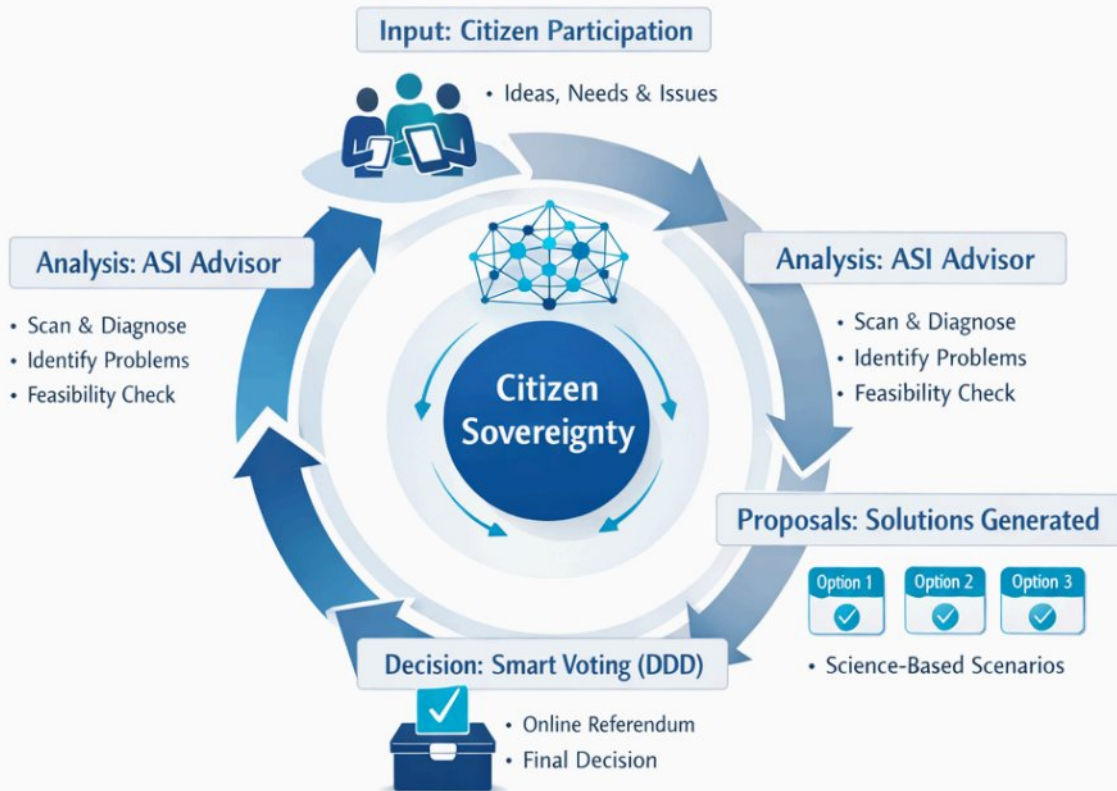 Input: Citizen Participation
• Ideas, Needs & Issues
Analysis: ASI Advisor
• Scan & Diagnose
• Identify Problems
• Feasibility Check
Analysis: ASI Advisor
• Scan & Diagnose
• Identify Problems
• Feasibility Check
Citizen
Sovereignty
Proposals: Solutions Generated
Option 1
Option 2
Option 3
• Science-Based Scenarios
Decision: Smart Voting (DDD)
• Online Referendum
• Final Decision